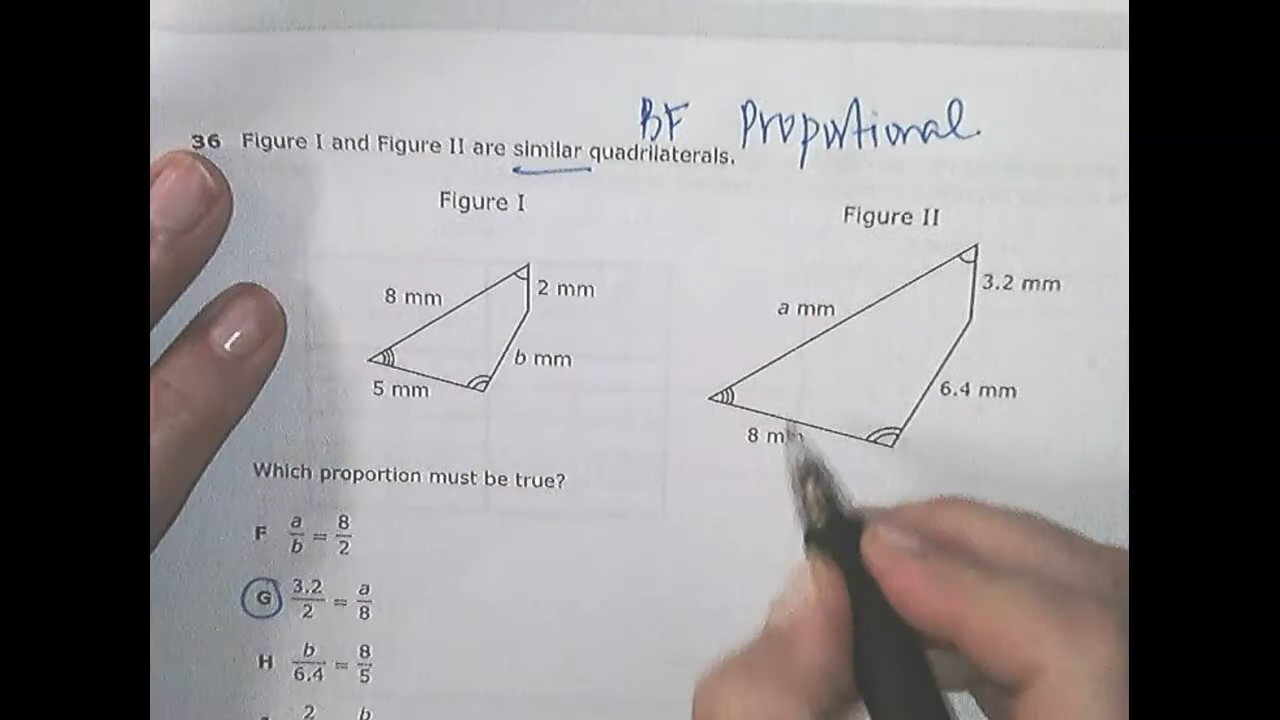 BF Proportional.
36 Figure I and Figure II are similar quadrilaterals.
Figure I
Figure II
8 mm
2 mm
b mm
5 mm
a mm
3.2 mm
6.4 mm
8
Which proportion must be true?
F a/b = 8/2
G 3.2/2 = a/8
H b/6.4 = 8/5
2 b